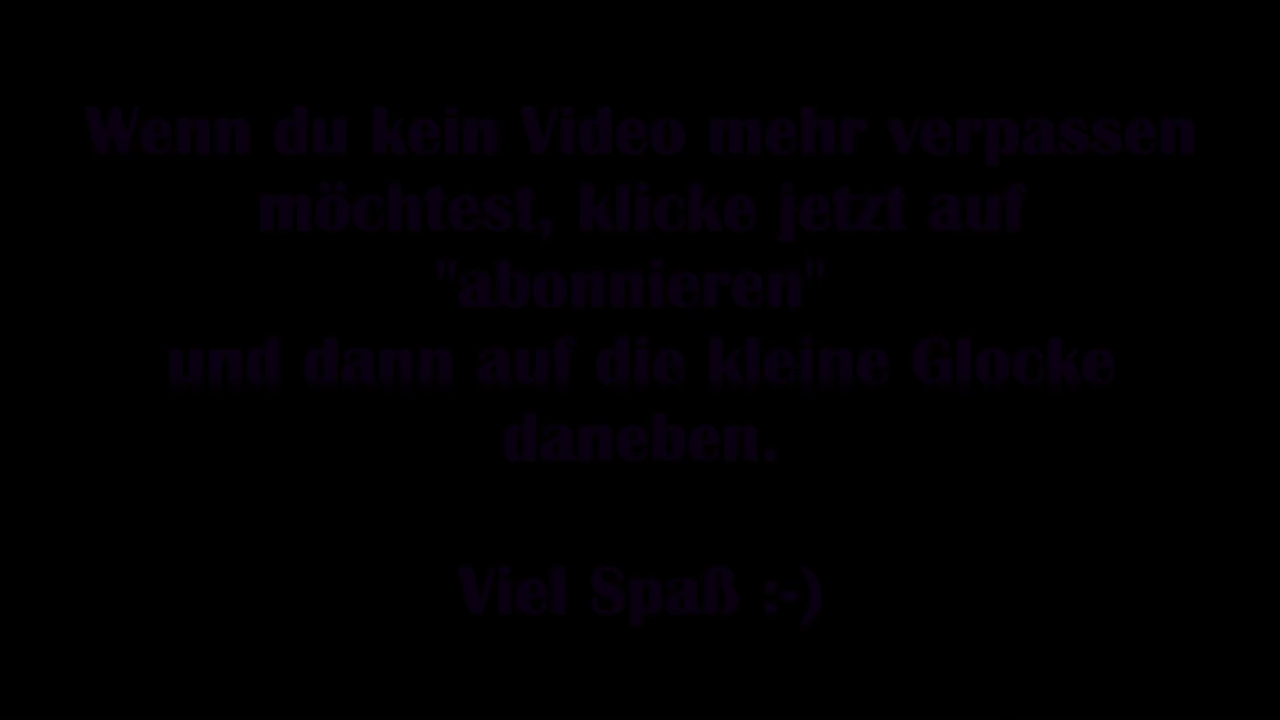 Wenn du kein Video mehr verpassen
möchtest, klicke jetzt auf
"abonnieren"
und dann auf die kleine Glocke
daneben.
Viel Spaß :-)